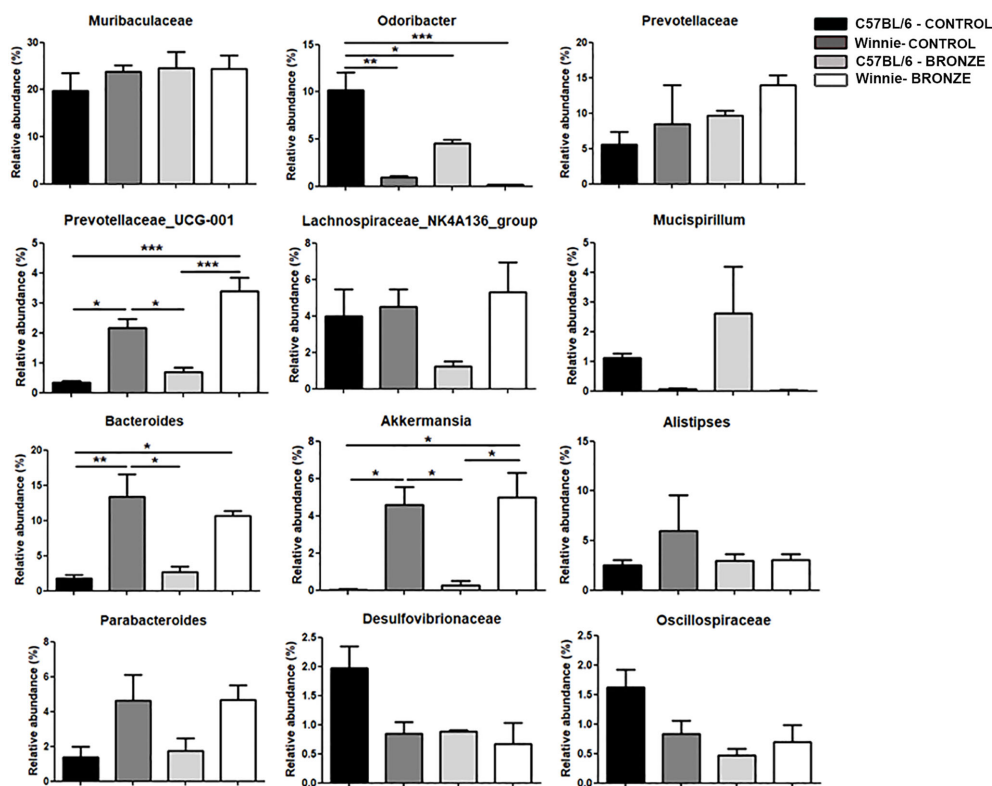 Muribaculaceae
Relative abundance (%)
30
20
10
0
Odoribacter
***
*
**
Relative abundance (%)
15
10
5
0
Prevotellaceae
Relative abundance (%)
20
15
10
5
0
C57BL/6 - CONTROL
Winnie- CONTROL
C57BL/6 - BRONZE
Winnie- BRONZE
Prevotellaceae_UCG-001
***
***
* *
Relative abundance (%)
5
4
3
2
1
0
Lachnospiraceae_NK4A136_group
Relative abundance (%)
8
6
4
2
0
Mucispirillum
Relative abundance (%)
5
4
3
2
1
0
Bacteroides
*
** *
Relative abundance (%)
20
15
10
5
0
Akkermansia
*
*
* *
Relative abundance (%)
8
6
4
2
0
Alistipses
Relative abundance (%)
15
10
5
0
Parabacteroides
Relative abundance (%)
8
6
4
2
0
Desulfovibrionaceae
Relative abundance (%)
2.5
2.0
1.5
1.0
0.5
0.0
Oscillospiraceae
Relative abundance (%)
2.5
2.0
1.5
1.0
0.5
0.0